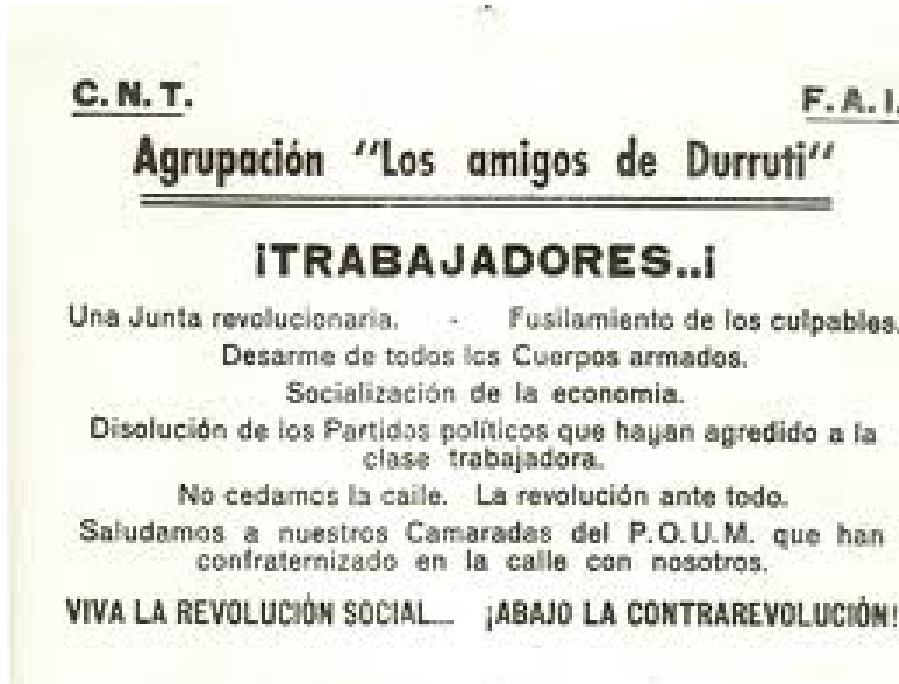 C. N. T. F. A. I.
Agrupación "Los amigos de Durruti"
¡TRABAJADORES..¡
Una Junta revolucionaria. - Fusilamiento de los culpables.
Desarme de todos los Cuerpos armados.
Socialización de la economia.
Disolución de los Partidos políticos que hayan agredido a la
clase trabajadora.
No cedamos la calle. La revolución ante todo.
Saludamos a nuestros Camaradas del P. O. U. M. que han
confraternizado en la calle con nosotros.
VIVA LA REVOLUCIÓN SOCIAL... ¡ABAJO LA CONTRAREVOLUCIÓN!